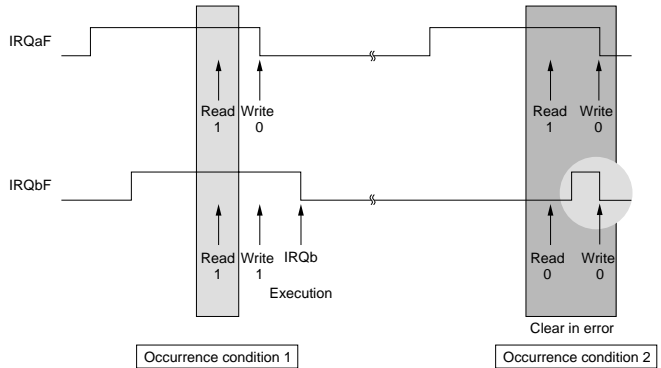 IRQaF
Read Write
1 0
Read Write
1 0
IRQbF
Read Write IRQb
1 1
Execution
Read Write
0 0
Clear in error
Occurrence condition 1
Occurrence condition 2